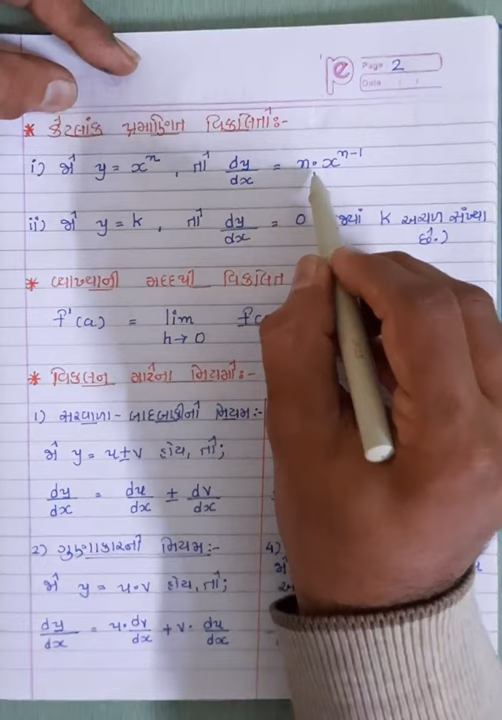 Page 2
Date
* કેટલાંક પ્રમાણિત વિકલિતો:-
i) જો y = xⁿ, તો dy/dx = n·xⁿ⁻¹
ii) જો y = k, તો dy/dx = 0 જ્યાં k અચળ સંખ્યા
છે.)
* વ્યાખ્યાની મદદથી વિકલિત
f'(a) = lim h→0
* વિકલન માટેના નિયમો:-
1) સરવાળા - બાદબાકીનો નિયમ:-
જો y = u ± v હોય, તો;
dy/dx = du/dx ± dv/dx
2) ગુણાકારનો નિયમ:-
જો y = u·v હોય, તો;
dy/dx = u·dv/dx + v·du/dx
4)